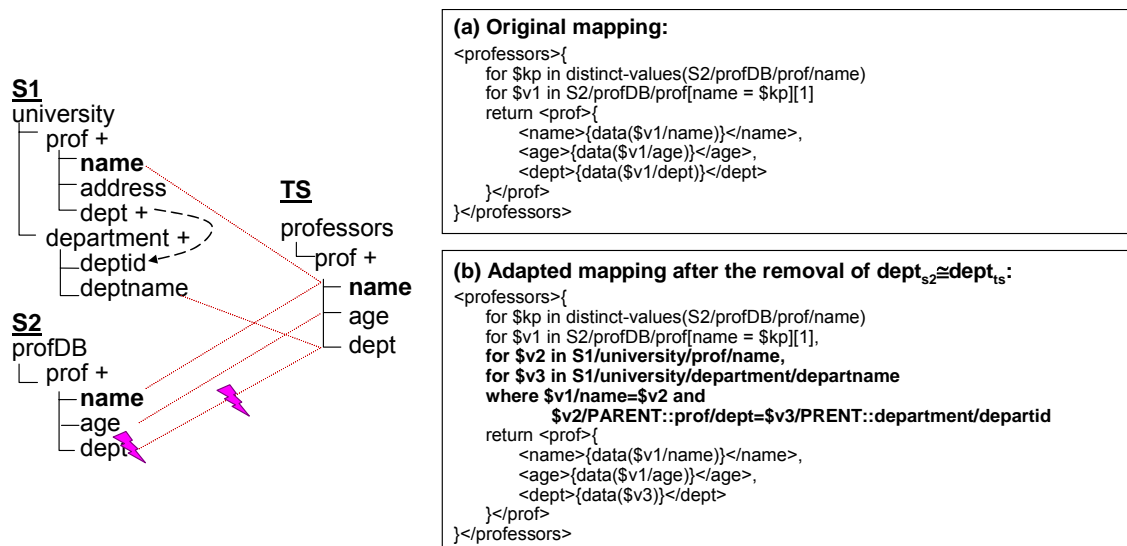 S1
university
prof +
name
address
dept +
department +
deptid
deptname
S2
profDB
prof +
name
age
dept
TS
professors
prof +
name
age
dept
(a) Original mapping:
<professors>{
for $kp in distinct-values(S2/profDB/prof/name)
for $v1 in S2/profDB/prof[name = $kp][1]
return <prof>{
<name>{data($v1/name)}</name>,
<age>{data($v1/age)}</age>,
<dept>{data($v1/dept)}</dept>
}</prof>
}</professors>
(b) Adapted mapping after the removal of dept_s2≅dept_ts:
<professors>{
for $kp in distinct-values(S2/profDB/prof/name)
for $v1 in S2/profDB/prof[name = $kp][1],
for $v2 in S1/university/prof/name,
for $v3 in S1/university/department/departname
where $v1/name=$v2 and
$v2/PARENT::prof/dept=$v3/PRENT::department/departid
return <prof>{
<name>{data($v1/name)}</name>,
<age>{data($v1/age)}</age>,
<dept>{data($v3)}</dept>
}</prof>
}</professors>